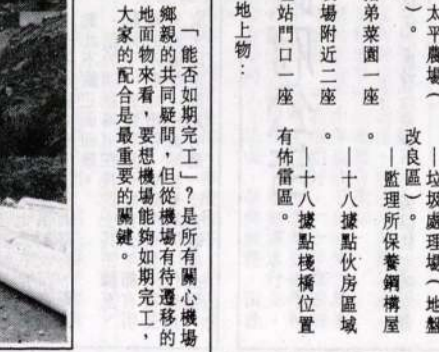 太平農場（　—垃圾處理場（地盤
）。　改良區）。
—監理所保養鋼構屋
弟菜園一座　。
—十八據點伙房區域
場附近二座　。
—十八據點棧橋位置
站門口一座　有佈雷區。
地上物：
「能否如期完工」？是所有關心機場
鄉親的共同疑問，但從機場有待遷移的
地面物來看，要想機場能夠如期完工，
大家的配合是最重要的關鍵。